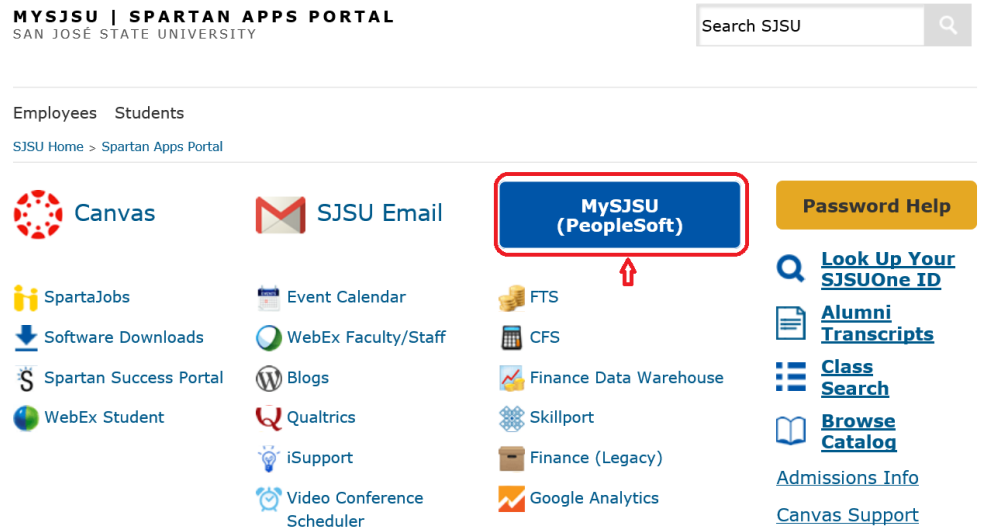 MYSJSU | SPARTAN APPS PORTAL
SAN JOSÉ STATE UNIVERSITY
Search SJSU
Employees Students
SJSU Home > Spartan Apps Portal
Canvas
SJSU Email
MySJSU
(PeopleSoft)
Password Help
SpartaJobs
Software Downloads
Spartan Success Portal
WebEx Student
Event Calendar
WebEx Faculty/Staff
Blogs
Qualtrics
iSupport
Video Conference
Scheduler
FTS
CFS
Finance Data Warehouse
Skillport
Finance (Legacy)
Google Analytics
Look Up Your
SJSUOne ID
Alumni
Transcripts
Class
Search
Browse
Catalog
Admissions Info
Canvas Support